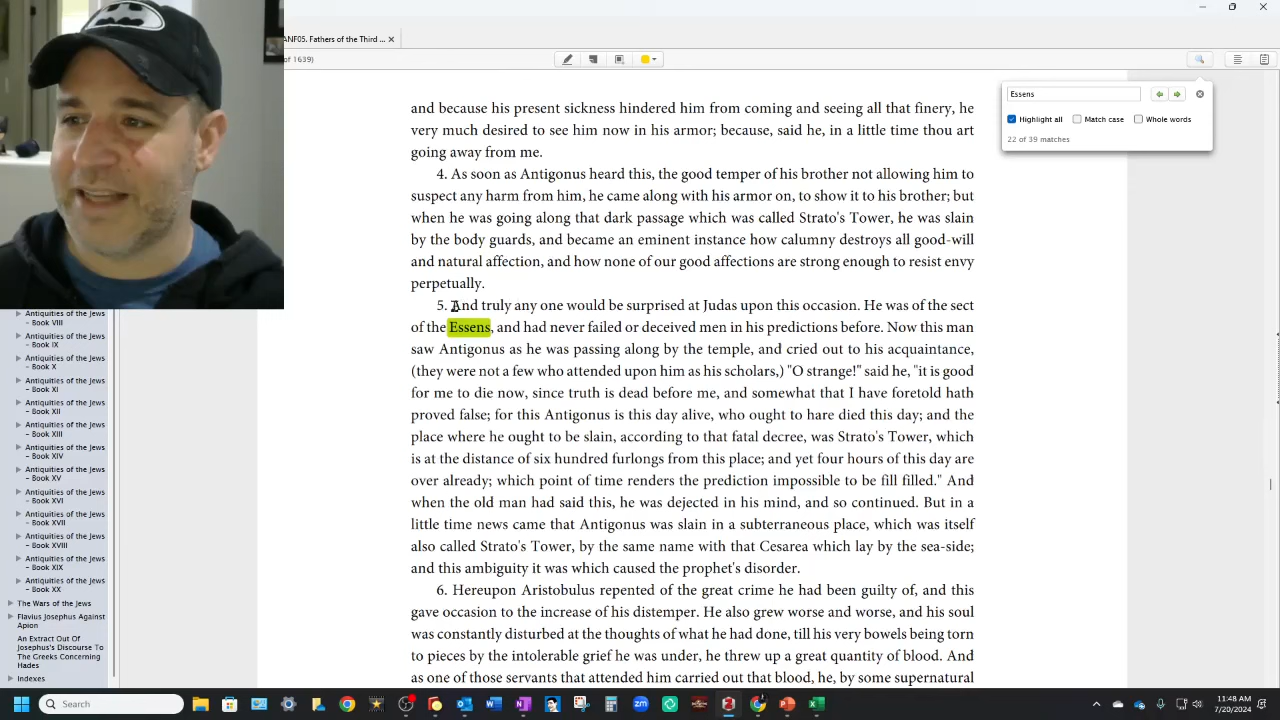 ANF05. Fathers of the Third ...
of 1639)
Essens
Highlight all
Match case
Whole words
22 of 39 matches
and because his present sickness hindered him from coming and seeing all that finery, he
very much desired to see him now in his armor; because, said he, in a little time thou art
going away from me.
4. As soon as Antigonus heard this, the good temper of his brother not allowing him to
suspect any harm from him, he came along with his armor on, to show it to his brother; but
when he was going along that dark passage which was called Strato's Tower, he was slain
by the body guards, and became an eminent instance how calumny destroys all good-will
and natural affection, and how none of our good affections are strong enough to resist envy
perpetually.
5. And truly any one would be surprised at Judas upon this occasion. He was of the sect
of the Essens, and had never failed or deceived men in his predictions before. Now this man
saw Antigonus as he was passing along by the temple, and cried out to his acquaintance,
(they were not a few who attended upon him as his scholars,) "O strange!" said he, "it is good
for me to die now, since truth is dead before me, and somewhat that I have foretold hath
proved false; for this Antigonus is this day alive, who ought to hare died this day; and the
place where he ought to be slain, according to that fatal decree, was Strato's Tower, which
is at the distance of six hundred furlongs from this place; and yet four hours of this day are
over already; which point of time renders the prediction impossible to be fill filled." And
when the old man had said this, he was dejected in his mind, and so continued. But in a
little time news came that Antigonus was slain in a subterraneous place, which was itself
also called Strato's Tower, by the same name with that Cesarea which lay by the sea-side;
and this ambiguity it was which caused the prophet's disorder.
6. Hereupon Aristobulus repented of the great crime he had been guilty of, and this
gave occasion to the increase of his distemper. He also grew worse and worse, and his soul
was constantly disturbed at the thoughts of what he had done, till his very bowels being torn
to pieces by the intolerable grief he was under, he threw up a great quantity of blood. And
as one of those servants that attended him carried out that blood, he, by some supernatural
Antiquities of the Jews
– Book VIII
Antiquities of the Jews
– Book IX
Antiquities of the Jews
– Book X
Antiquities of the Jews
– Book XI
Antiquities of the Jews
– Book XII
Antiquities of the Jews
– Book XIII
Antiquities of the Jews
– Book XIV
Antiquities of the Jews
– Book XV
Antiquities of the Jews
– Book XVI
Antiquities of the Jews
– Book XVII
Antiquities of the Jews
– Book XVIII
Antiquities of the Jews
– Book XIX
Antiquities of the Jews
– Book XX
The Wars of the Jews
Flavius Josephus Against
Apion
An Extract Out Of
Josephus's Discourse To
The Greeks Concerning
Hades
Indexes
Search
zm
11:48 AM
7/20/2024